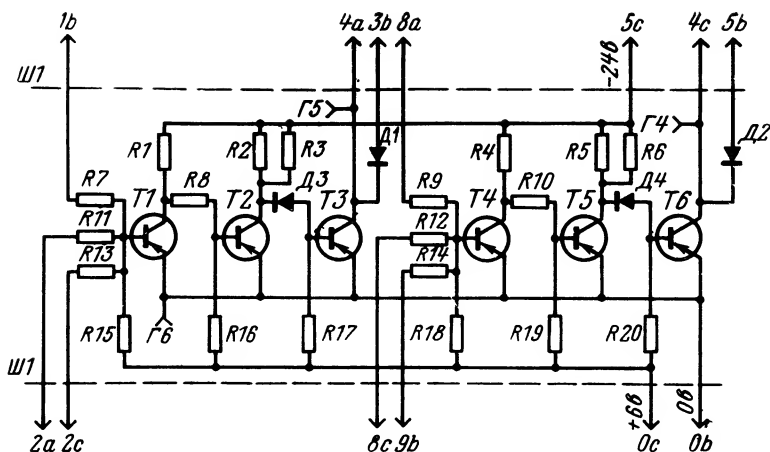 1b 4a 3b 8a 5c 4c 5b
-24в
Ш1
Г5 Г4
Д1 Д2
R1 R2 R3 R4 R5 R6
R7 T1 R8 T2 Д3 T3 R9 T4 R10 T5 Д4 T6
R11 R12
R13 R14
R15 Г6 R16 R17 R18 R19 R20
Ш1
+6в 0в
2a 2c 8c 9b 0c 0b